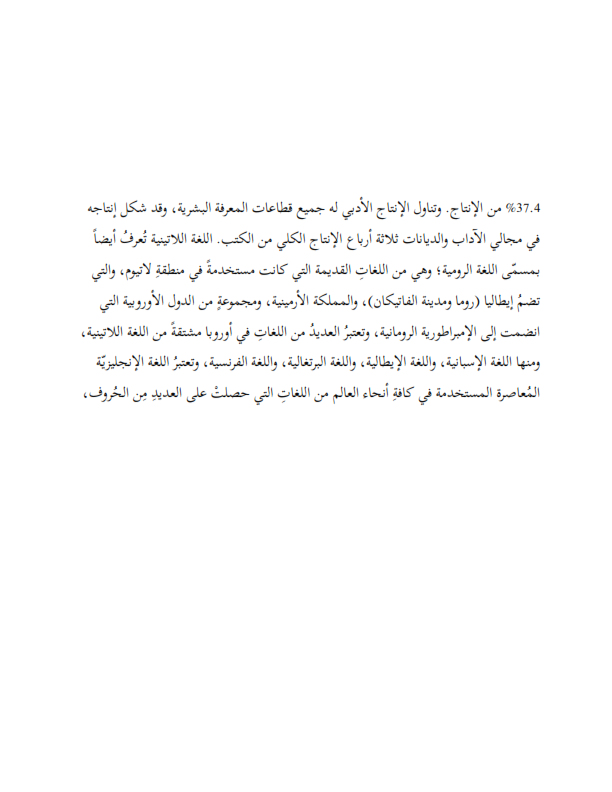 37.4% من الإنتاج. وتناول الإنتاج الأدبي له جميع قطاعات المعرفة البشرية، وقد شكل إنتاجه
في مجالي الآداب والديانات ثلاثة أرباع الإنتاج الكلي من الكتب. اللغة اللاتينية تُعرفُ أيضاً
بمسمّى اللغة الرومية؛ وهي من اللغاتِ القديمة التي كانت مستخدمةً في منطقةِ لاتيوم، والتي
تضمُ إيطاليا (روما ومدينة الفاتيكان)، والمملكة الأرمينية، ومجموعةٍ من الدول الأوروبية التي
انضمت إلى الإمبراطورية الرومانية، وتعتبرُ العديدُ من اللغاتِ في أوروبا مشتقةً من اللغة اللاتينية،
ومنها اللغة الإسبانية، واللغة الإيطالية، واللغة البرتغالية، واللغة الفرنسية، وتعتبرُ اللغة الإنجليزيّة
المُعاصرة المستخدمة في كافةِ أنحاء العالم من اللغاتِ التي حصلتْ على العديدِ مِن الحُروف،